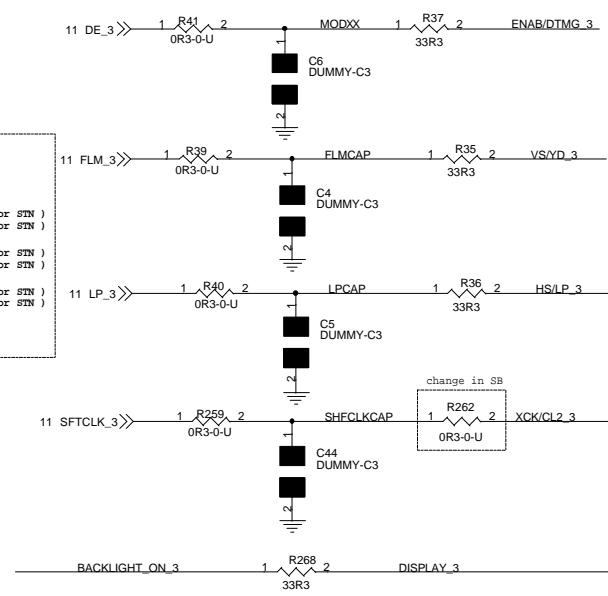 11 DE_3 1 R41 2 MODXX 1 R37 2 ENAB/DTMG_3
0R3-0-U 33R3
1
C6
DUMMY-C3
2
11 FLM_3 1 R39 2 FLMCAP 1 R35 2 VS/YD_3
0R3-0-U 33R3
1
C4
DUMMY-C3
2
or STN )
or STN )
or STN )
or STN )
or STN )
or STN )
11 LP_3 1 R40 2 LPCAP 1 R36 2 HS/LP_3
0R3-0-U 33R3
1
C5
DUMMY-C3
2
change in SB
11 SFTCLK_3 1 R259 2 SHFCLKCAP 1 R262 2 XCK/CL2_3
0R3-0-U 0R3-0-U
1
C44
DUMMY-C3
2
BACKLIGHT_ON_3 1 R268 2 DISPLAY_3
33R3